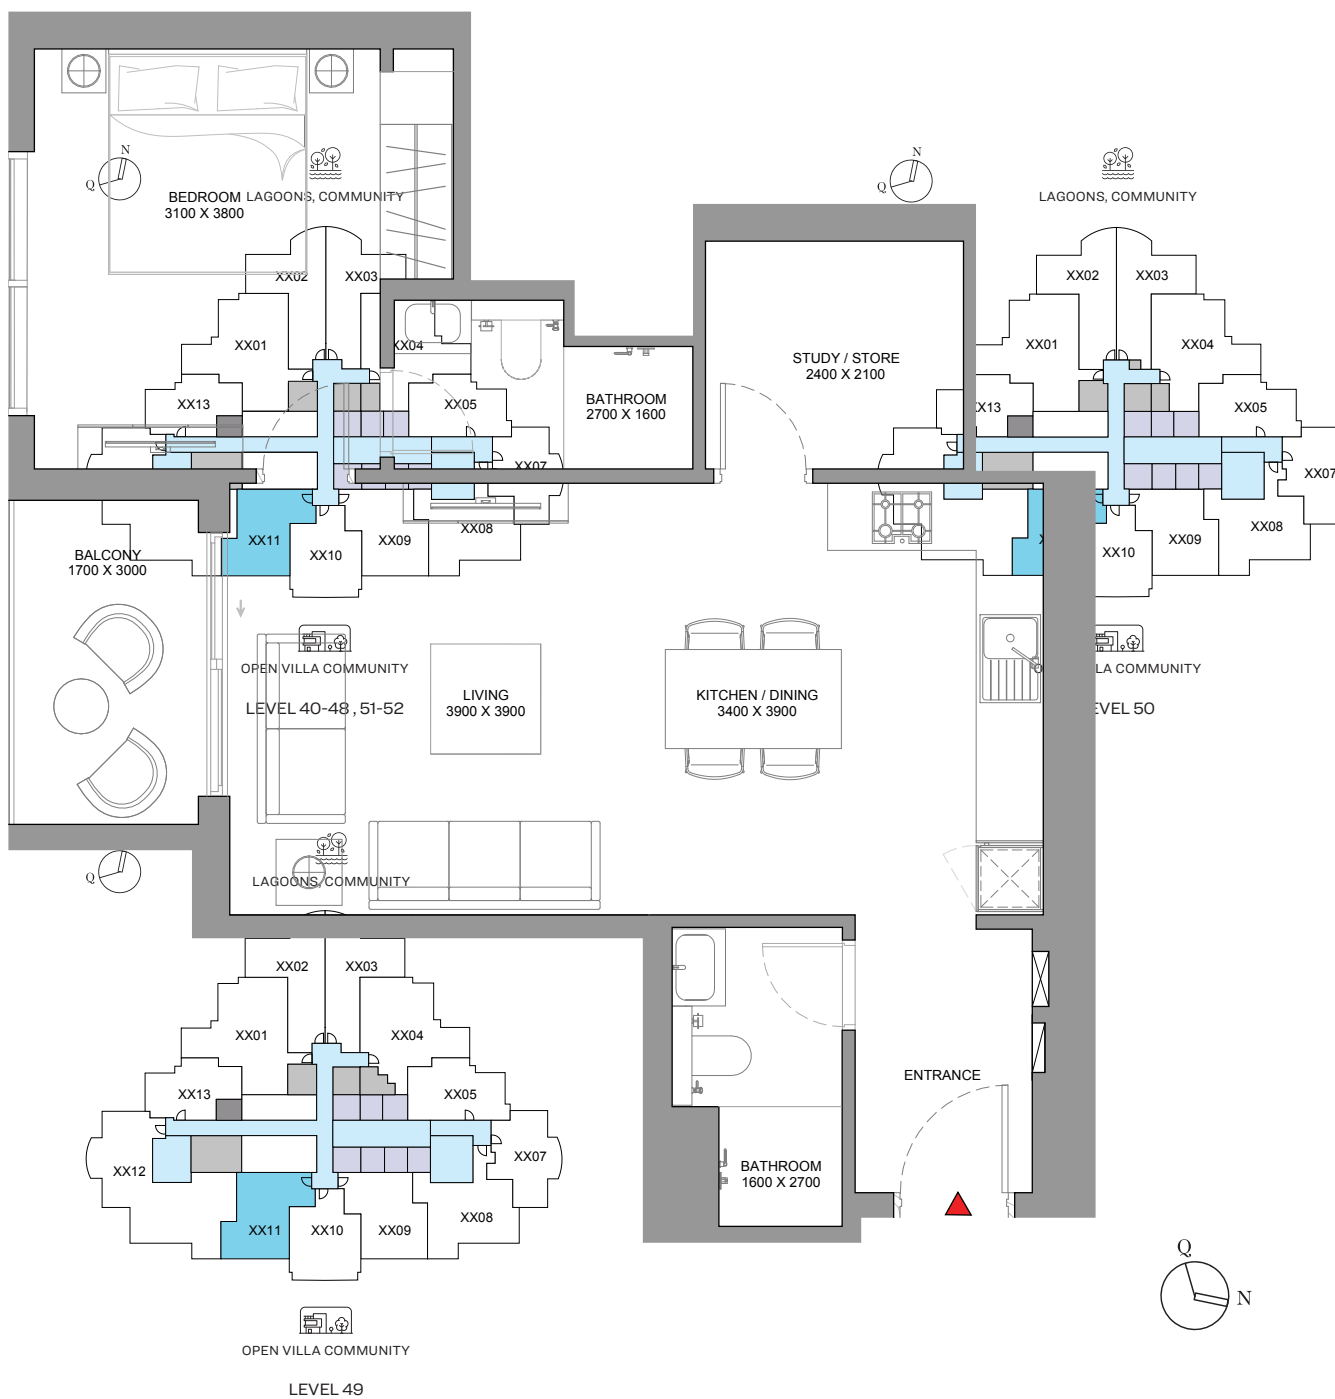 N
Q
BEDROOM
3100 X 3800
LAGOONS, COMMUNITY
N
Q
LAGOONS, COMMUNITY
XX02
XX03
XX01
XX04
XX13
XX05
XX07
XX11
XX10
XX09
XX08
BATHROOM
2700 X 1600
STUDY / STORE
2400 X 2100
XX02
XX03
XX01
XX04
XX13
XX05
XX07
XX10
XX09
XX08
BALCONY
1700 X 3000
OPEN VILLA COMMUNITY
LEVEL 40-48 , 51-52
LIVING
3900 X 3900
KITCHEN / DINING
3400 X 3900
LA COMMUNITY
EVEL 50
Q
LAGOONS, COMMUNITY
XX02
XX03
XX01
XX04
XX13
XX05
XX12
XX07
XX11
XX10
XX09
XX08
ENTRANCE
BATHROOM
1600 X 2700
OPEN VILLA COMMUNITY
LEVEL 49
Q
N